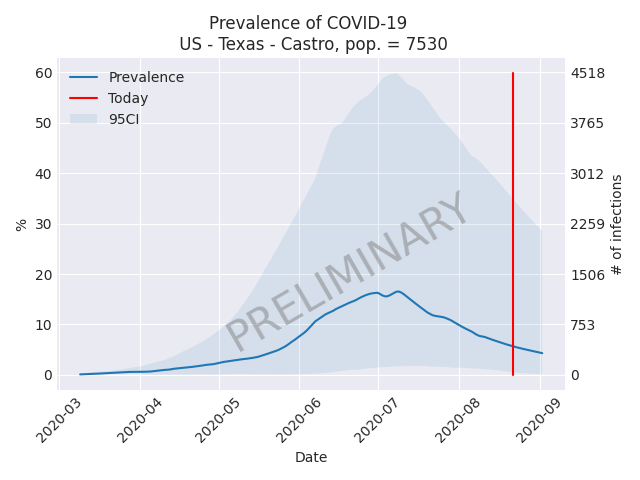 Prevalence of COVID-19
US - Texas - Castro, pop. = 7530
Prevalence
Today
95CI
60
50
40
30
20
10
0
%
4518
3765
3012
2259
1506
753
0
# of infections
PRELIMINARY
2020-03
2020-04
2020-05
2020-06
2020-07
2020-08
2020-09
Date